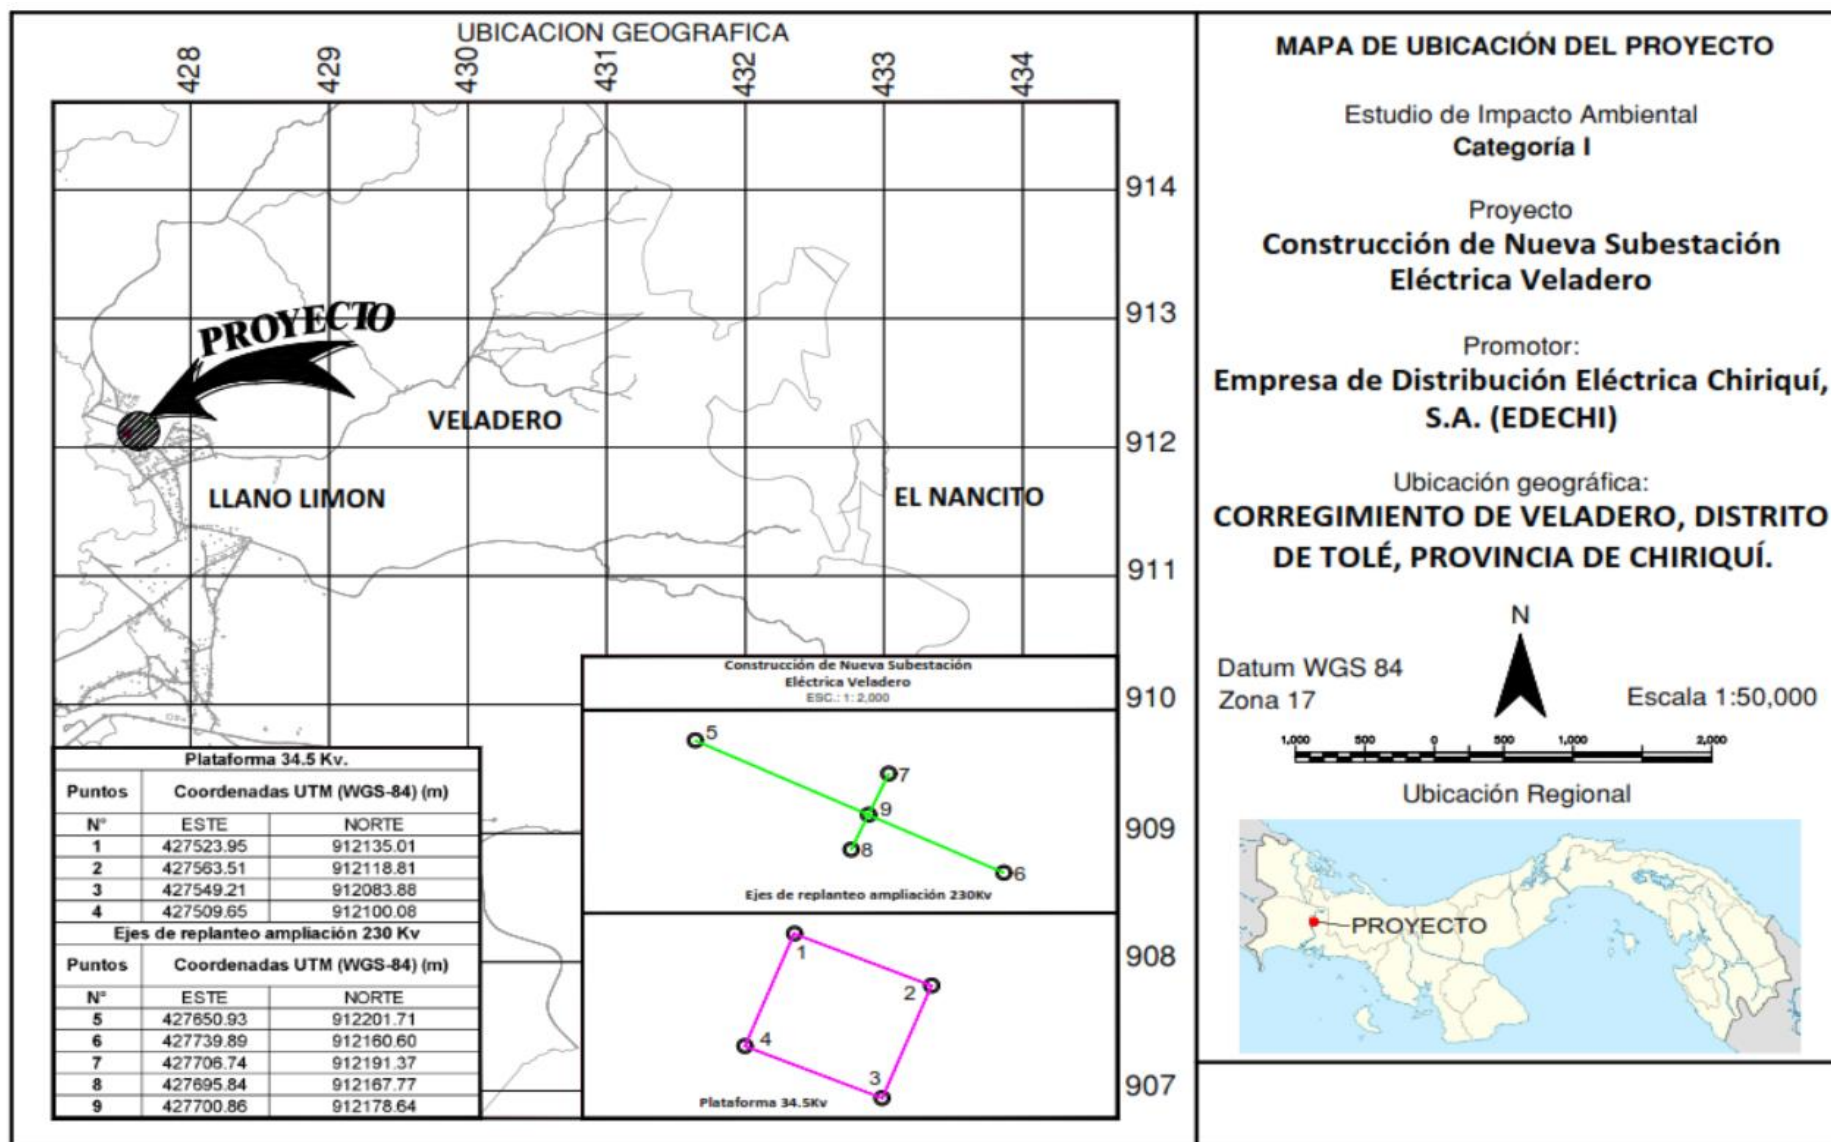 UBICACION GEOGRAFICA
428 429 430 431 432 433 434
914
913
912
911
910
909
908
907
PROYECTO
VELADERO
LLANO LIMON
EL NANCITO
Plataforma 34.5 Kv.
Puntos Coordenadas UTM (WGS-84) (m)
N° ESTE NORTE
1 427523.95 912135.01
2 427563.51 912118.81
3 427549.21 912083.88
4 427509.65 912100.08
Ejes de replanteo ampliación 230 Kv
Puntos Coordenadas UTM (WGS-84) (m)
N° ESTE NORTE
5 427650.93 912201.71
6 427739.89 912160.60
7 427706.74 912191.37
8 427695.84 912167.77
9 427700.86 912178.64
Construcción de Nueva Subestación
Eléctrica Veladero
ESC.: 1: 2,000
5
7
9
8
6
Ejes de replanteo ampliación 230Kv
1
2
4
3
Plataforma 34.5Kv
MAPA DE UBICACIÓN DEL PROYECTO
Estudio de Impacto Ambiental
Categoría I
Proyecto
Construcción de Nueva Subestación
Eléctrica Veladero
Promotor:
Empresa de Distribución Eléctrica Chiriquí,
S.A. (EDECHI)
Ubicación geográfica:
CORREGIMIENTO DE VELADERO, DISTRITO
DE TOLÉ, PROVINCIA DE CHIRIQUÍ.
N
Datum WGS 84
Zona 17
Escala 1:50,000
1,000 500 0 500 1,000 2,000
Ubicación Regional
PROYECTO